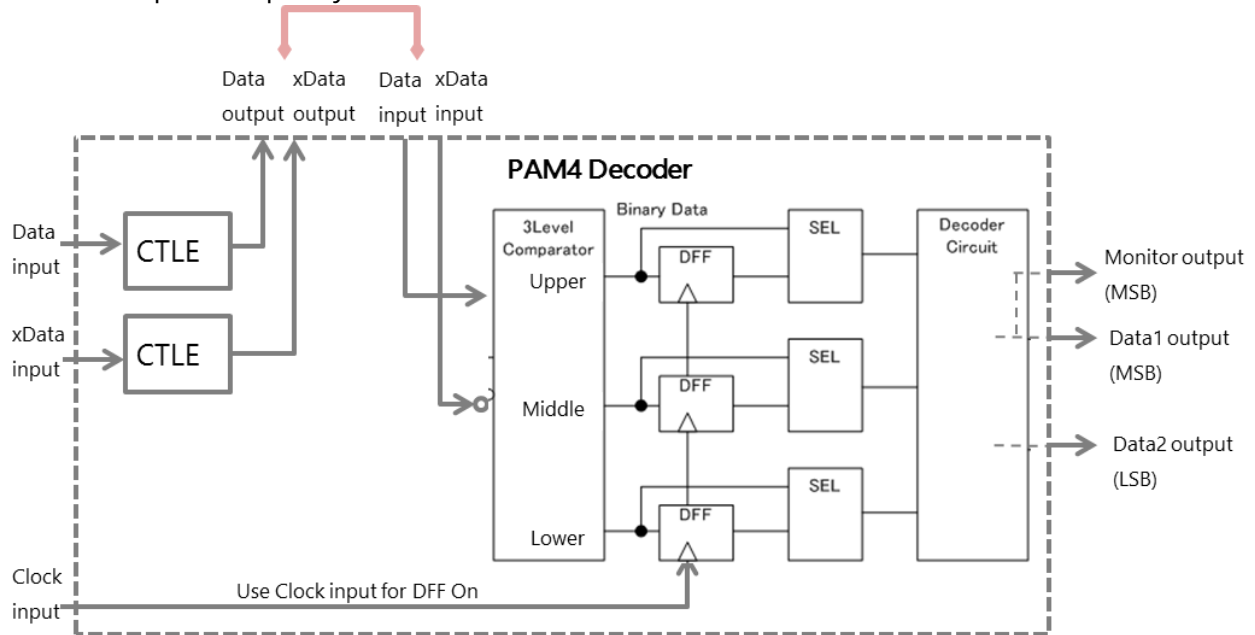 Data xData Data xData
output output input input
PAM4 Decoder
Data
input
CTLE
xData
input
CTLE
3Level
Comparator
Upper
Middle
Lower
Binary Data
DFF
SEL
DFF
SEL
DFF
SEL
Decoder
Circuit
Monitor output
(MSB)
Data1 output
(MSB)
Data2 output
(LSB)
Clock
input
Use Clock input for DFF On